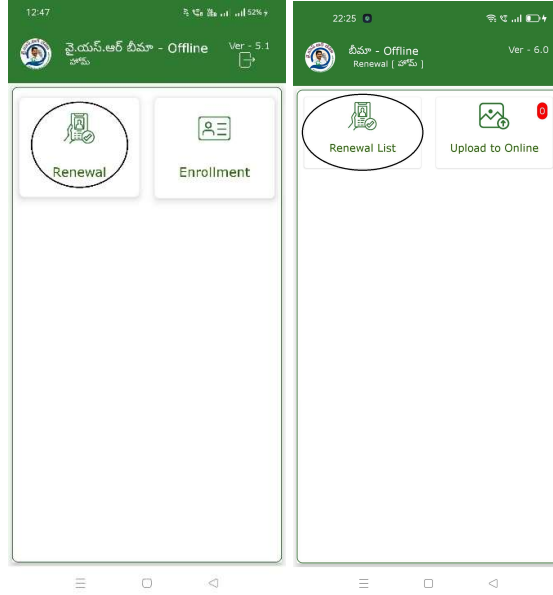 12:47
52%
వై.యస్.ఆర్ బీమా - Offline
Ver - 5.1
హోమ్
Renewal
Enrollment
22:25
బీమా - Offline
Ver - 6.0
Renewal [ హోమ్ ]
0
Renewal List
Upload to Online